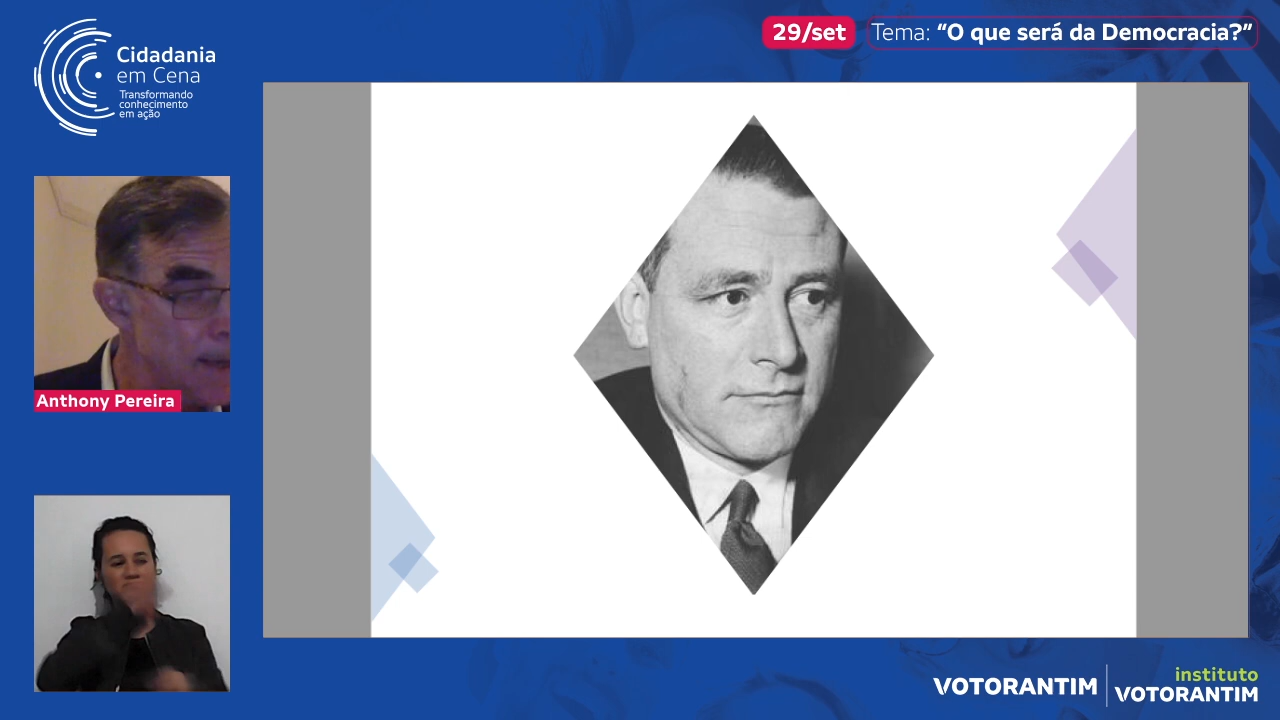 Cidadania
em Cena
Transformando
conhecimento
em ação
29/set
Tema: “O que será da Democracia?”
Anthony Pereira
VOTORANTIM
instituto
VOTORANTIM